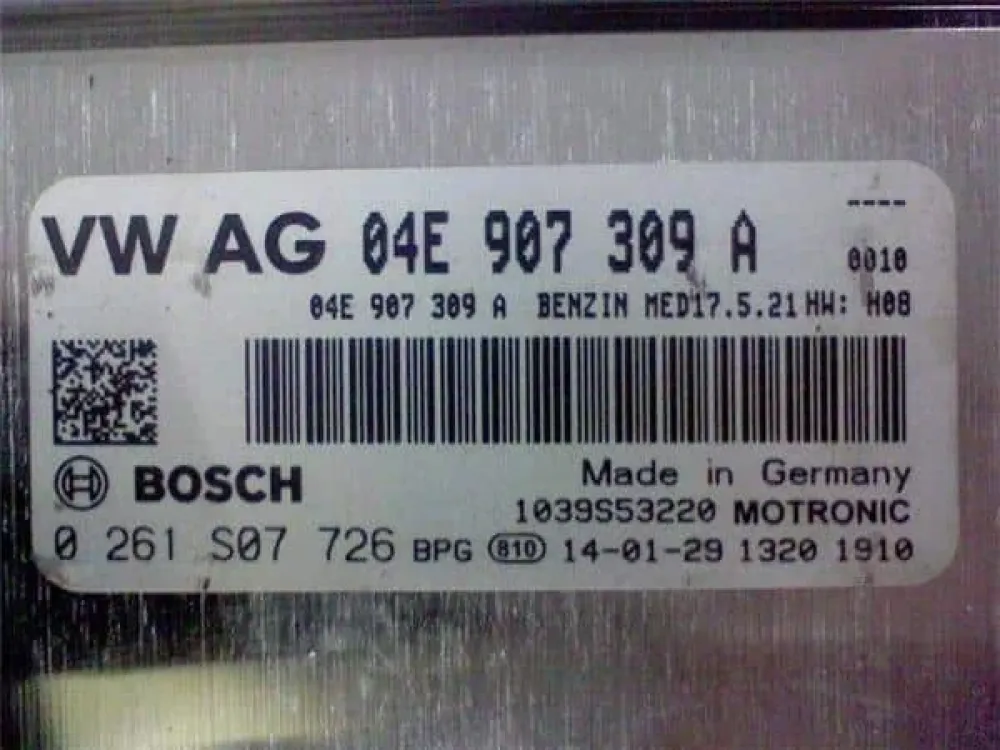 ----
VW AG 04E 907 309 A 0010
04E 907 309 A BENZIN MED17.5.21 HW: H08
BOSCH
Made in Germany
1039S53220 MOTRONIC
0 261 S07 726 BPG 810 14-01-29 1320 1910